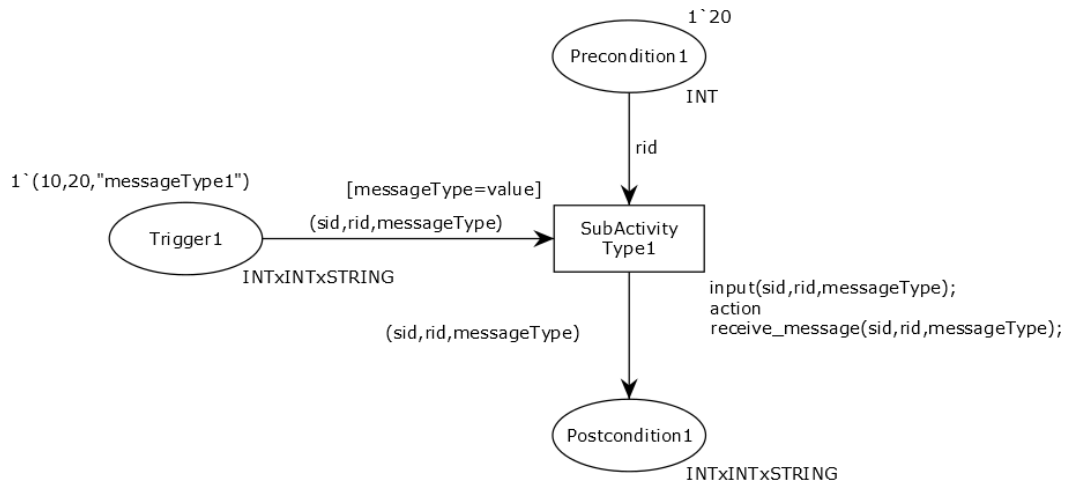 1`20
Precondition1
INT
rid
1`(10,20,"messageType1")
[messageType=value]
(sid,rid,messageType)
Trigger1
SubActivity
Type1
INTxINTxSTRING
input(sid,rid,messageType);
action
receive_message(sid,rid,messageType);
(sid,rid,messageType)
Postcondition1
INTxINTxSTRING